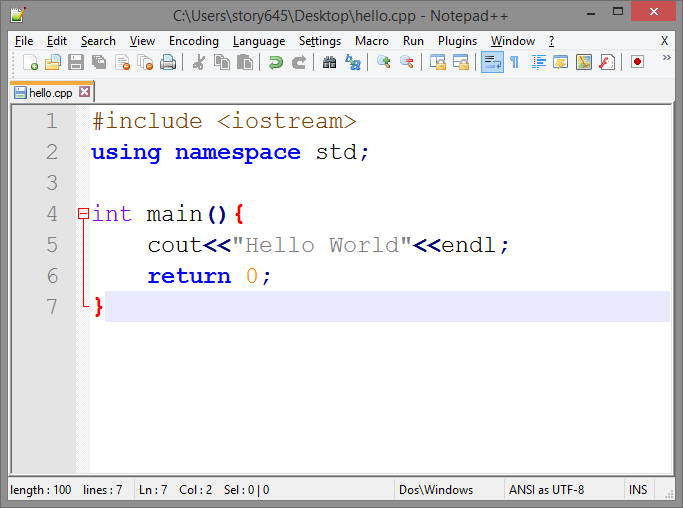 C:\Users\story645\Desktop\hello.cpp - Notepad++
File Edit Search View Encoding Language Settings Macro Run Plugins Window ? X
hello.cpp
1 #include <iostream>
2 using namespace std;
3
4 int main(){
5     cout<<"Hello World"<<endl;
6     return 0;
7 }
length : 100 lines : 7 Ln : 7 Col : 2 Sel : 0 | 0 Dos\Windows ANSI as UTF-8 INS